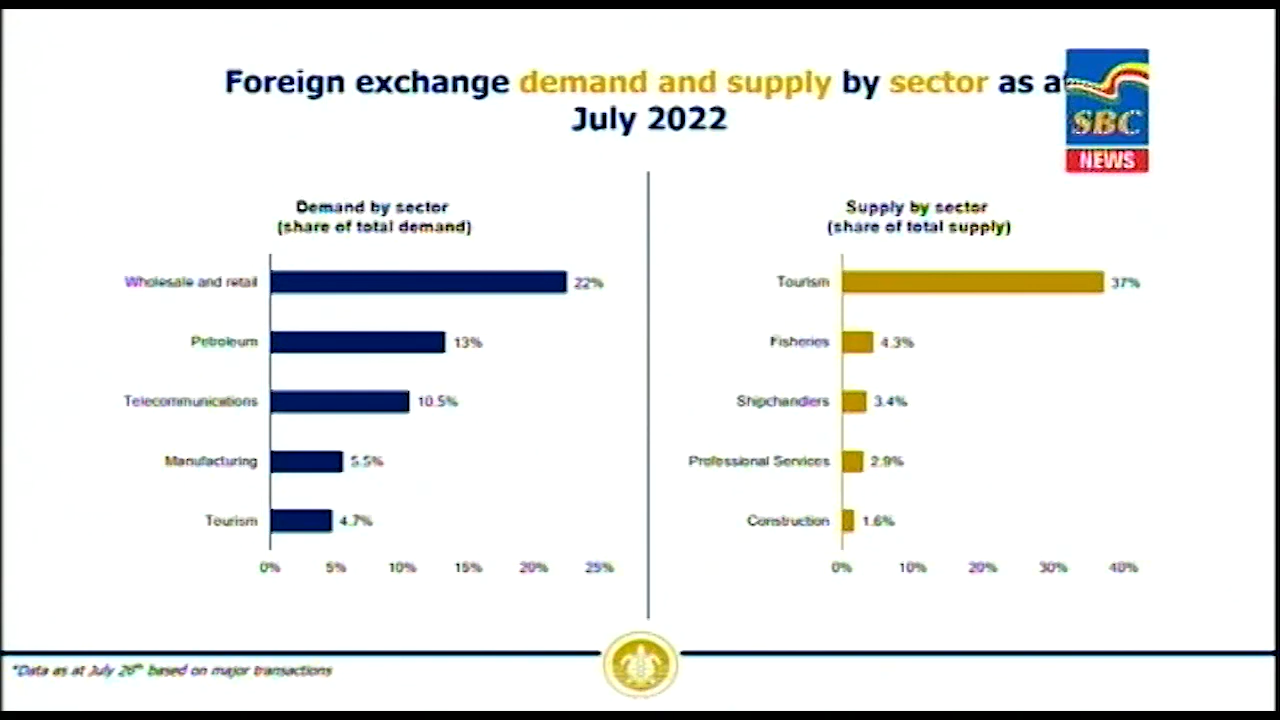 Foreign exchange demand and supply by sector as at
July 2022
SBC
NEWS
Demand by sector
(share of total demand)
Wholesale and retail
22%
Petroleum
13%
Telecommunications
10.5%
Manufacturing
5.5%
Tourism
4.7%
0% 5% 10% 15% 20% 25%
Supply by sector
(share of total supply)
Tourism
37%
Fisheries
4.3%
Shipchandlers
3.4%
Professional Services
2.9%
Construction
1.6%
0% 10% 20% 30% 40%
*Data as at July 26th based on major transactions